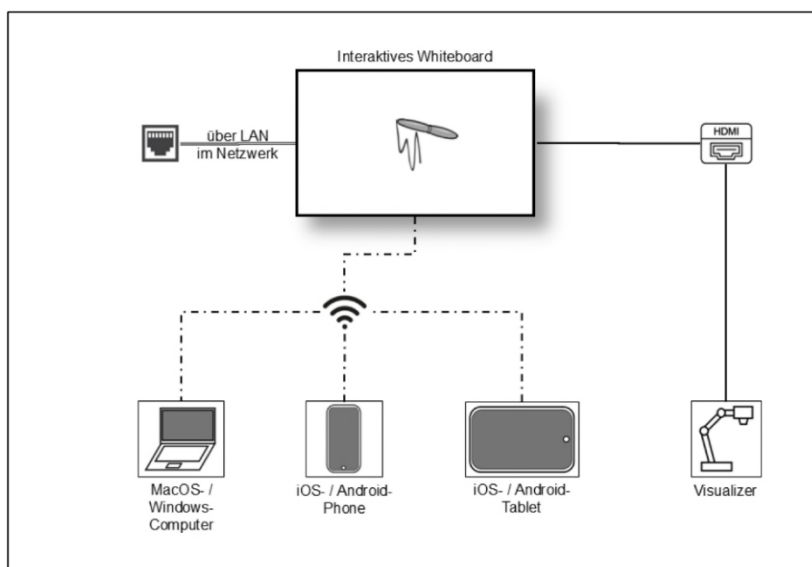 Interaktives Whiteboard
über LAN
im Netzwerk
HDMI
MacOS- /
Windows-
Computer
iOS- / Android-
Phone
iOS- / Android-
Tablet
Visualizer